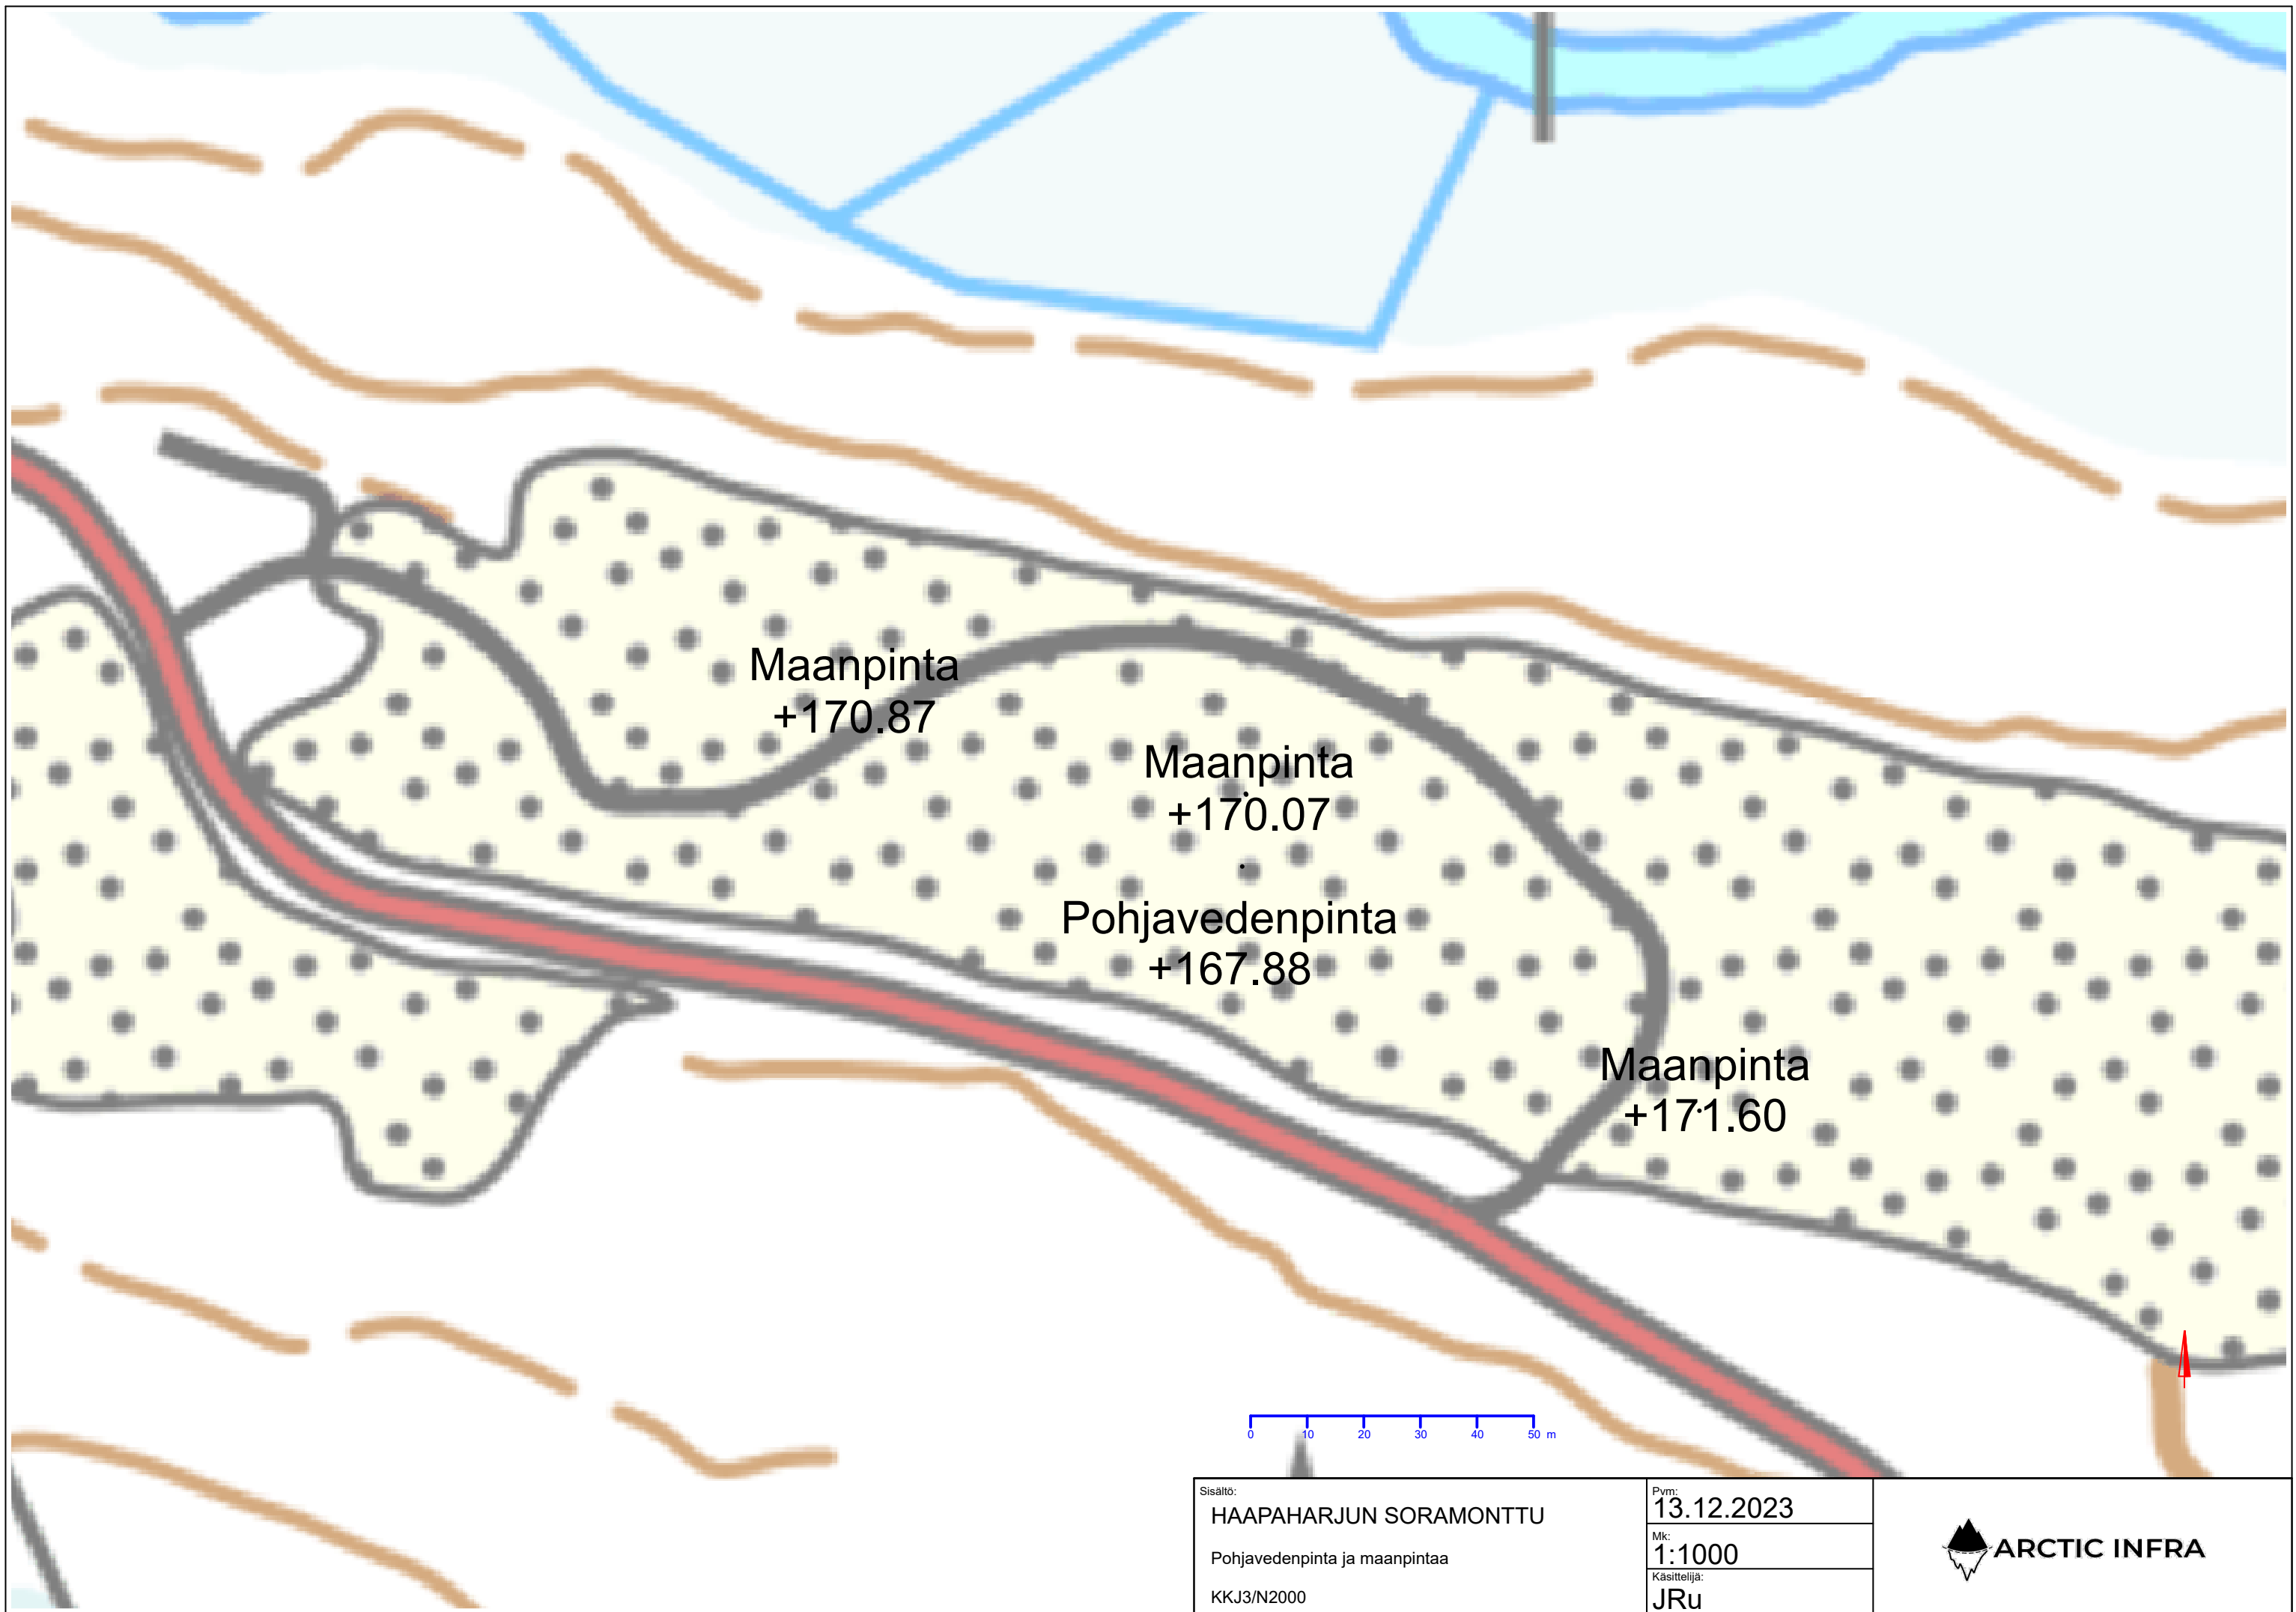 Maanpinta
+170.87
Maanpinta
+170.07
Pohjavedenpinta
+167.88
Maanpinta
+171.60
0 10 20 30 40 50 m
Sisältö:
HAAPAHARJUN SORAMONTTU
Pohjavedenpinta ja maanpintaa
KKJ3/N2000
Pvm:
13.12.2023
Mk:
1:1000
Käsittelijä:
JRu
ARCTIC INFRA